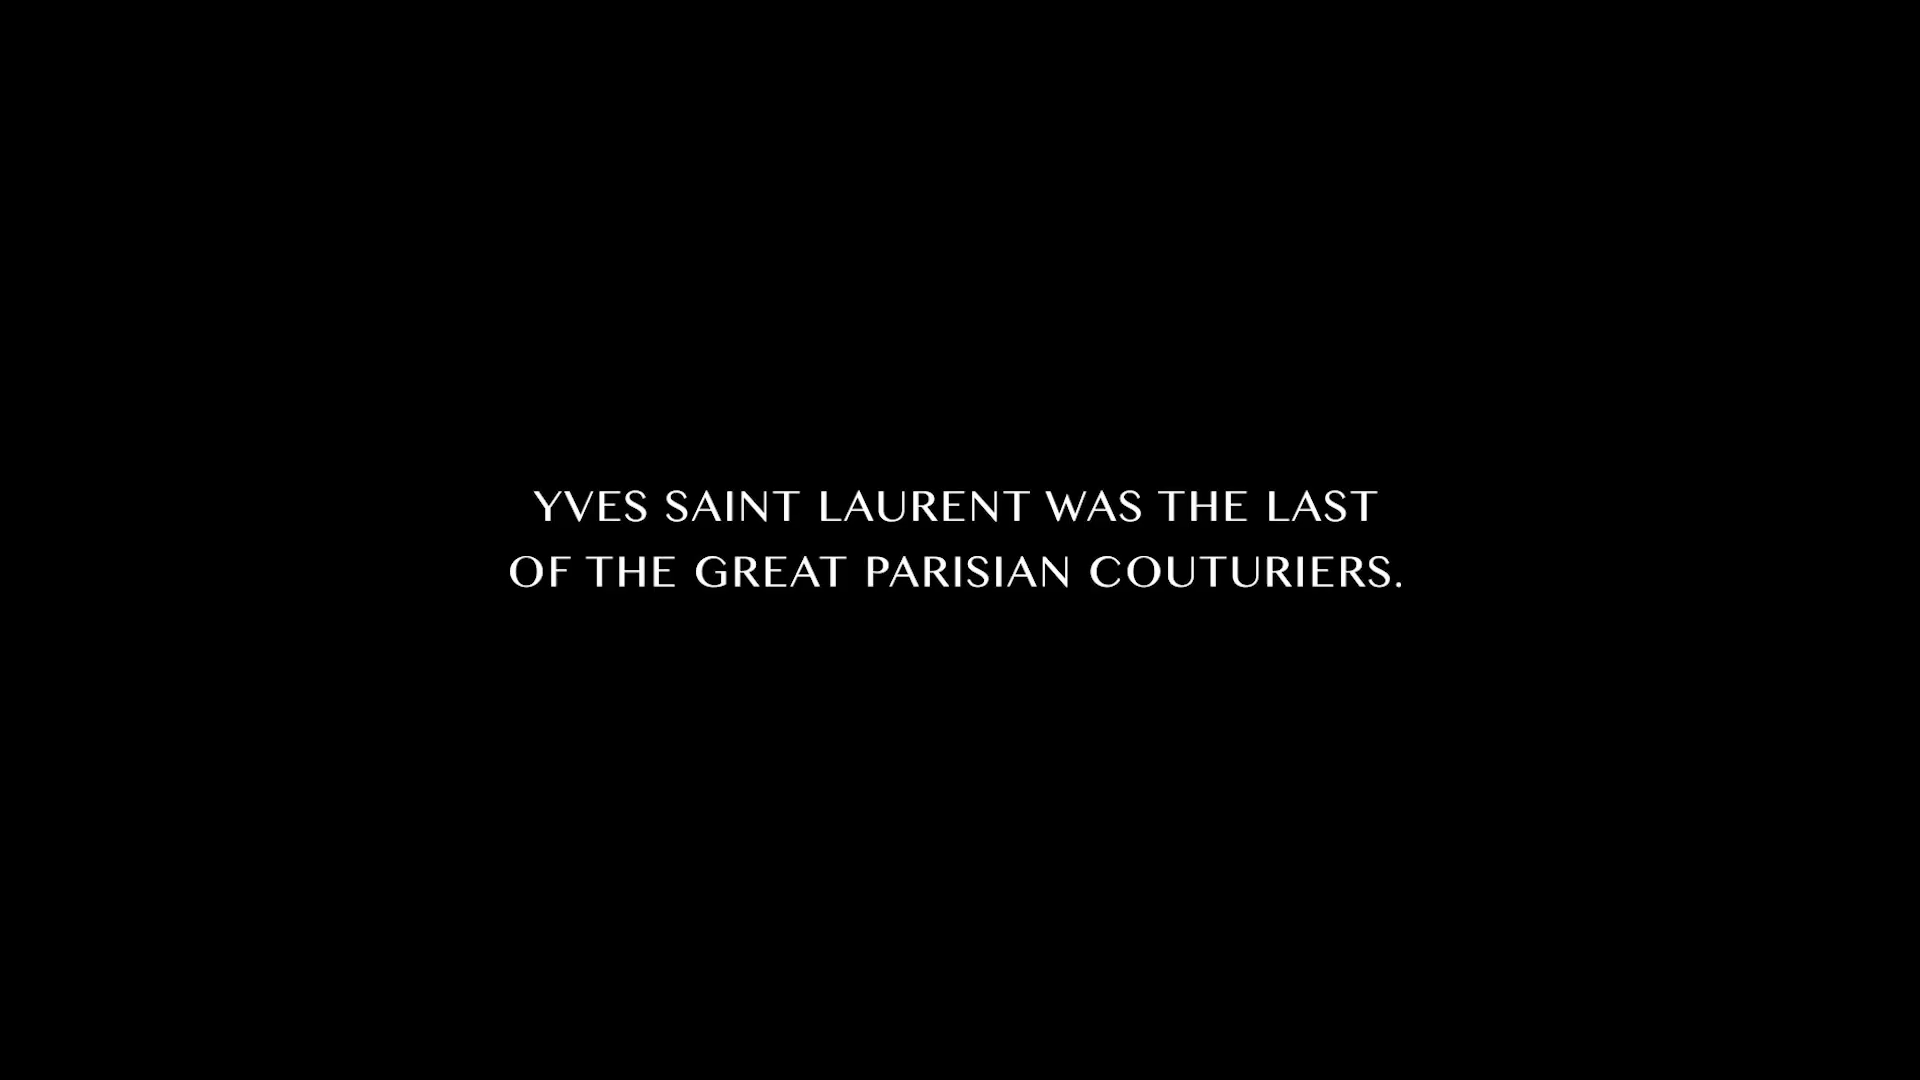 YVES SAINT LAURENT WAS THE LAST
OF THE GREAT PARISIAN COUTURIERS.